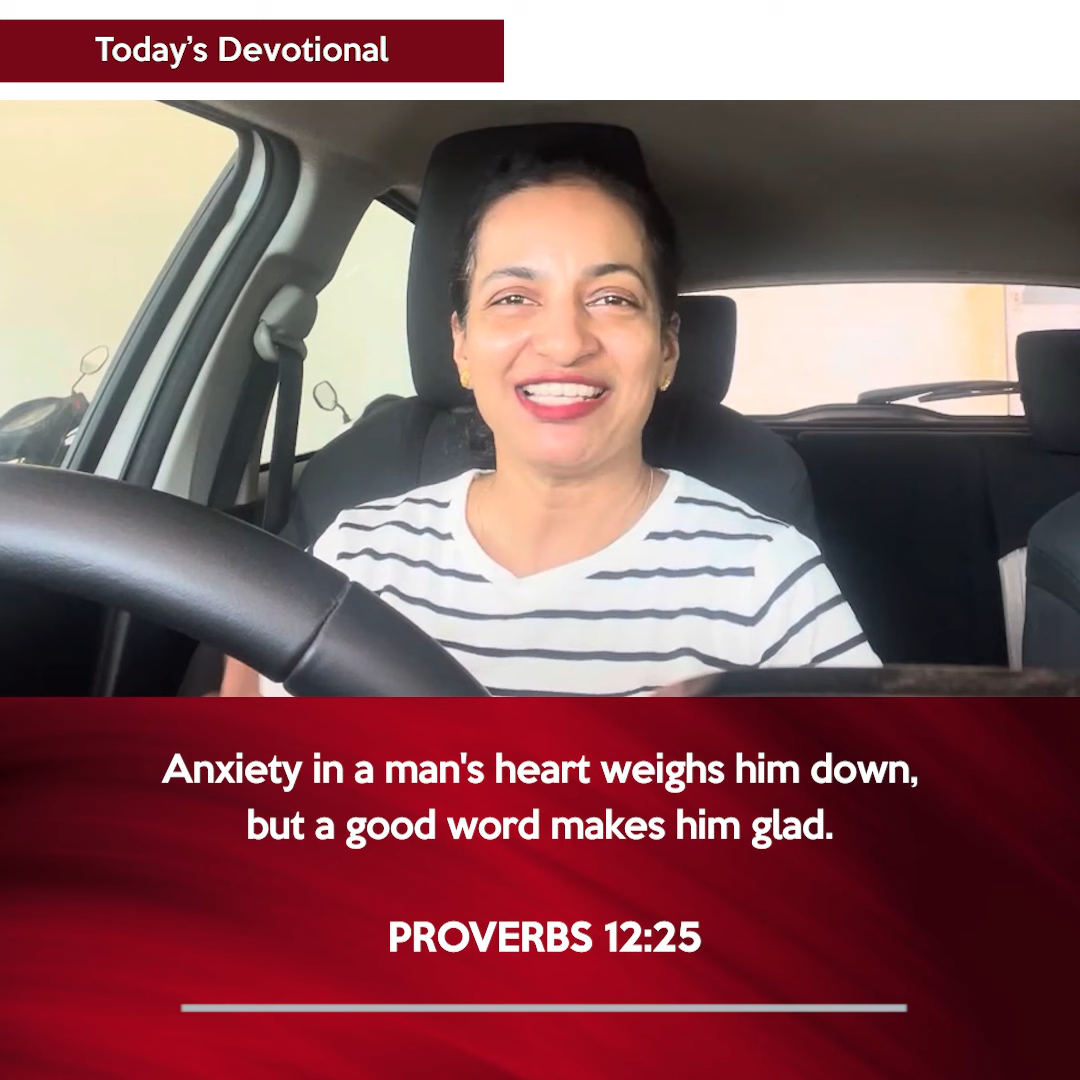 Today’s Devotional
Anxiety in a man's heart weighs him down,
but a good word makes him glad.
PROVERBS 12:25